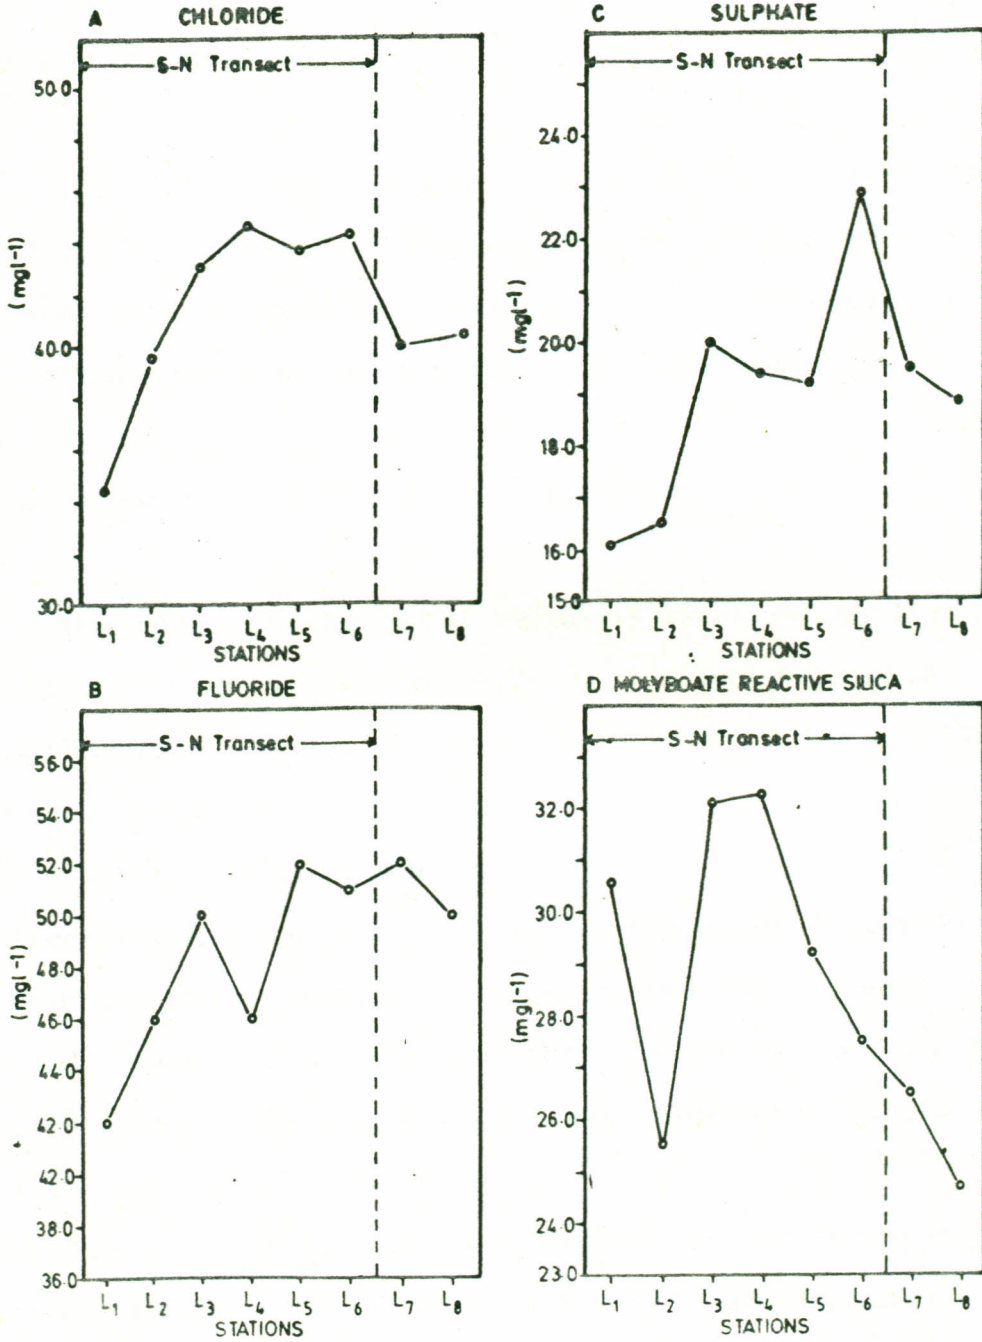 A CHLORIDE
S-N Transect
50.0
40.0
30.0
(mgl⁻¹)
L₁ L₂ L₃ L₄ L₅ L₆ L₇ L₈
STATIONS
C SULPHATE
S-N Transect
24.0
22.0
20.0
18.0
16.0
15.0
(mgl⁻¹)
L₁ L₂ L₃ L₄ L₅ L₆ L₇ L₈
STATIONS
B FLUORIDE
S-N Transect
56.0
54.0
52.0
50.0
48.0
46.0
44.0
42.0
42.0
38.0
36.0
(mgl⁻¹)
L₁ L₂ L₃ L₄ L₅ L₆ L₇ L₈
STATIONS
D MOLYBOATE REACTIVE SILICA
S-N Transect
32.0
30.0
28.0
26.0
24.0
23.0
(mgl⁻¹)
L₁ L₂ L₃ L₄ L₅ L₆ L₇ L₈
STATIONS